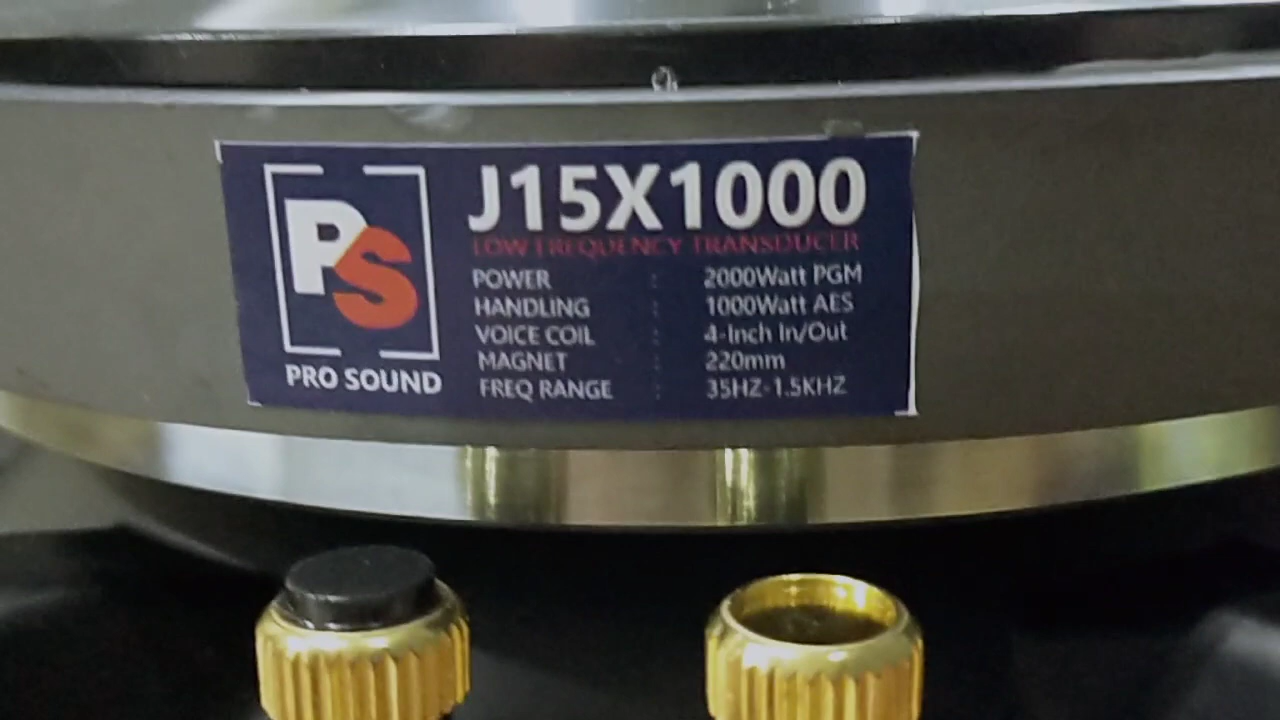 PS
PRO SOUND
J15X1000
LOW FREQUENCY TRANSDUCER
POWER : 2000Watt PGM
HANDLING : 1000Watt AES
VOICE COIL : 4-Inch In/Out
MAGNET : 220mm
FREQ RANGE : 35HZ-1.5KHZ